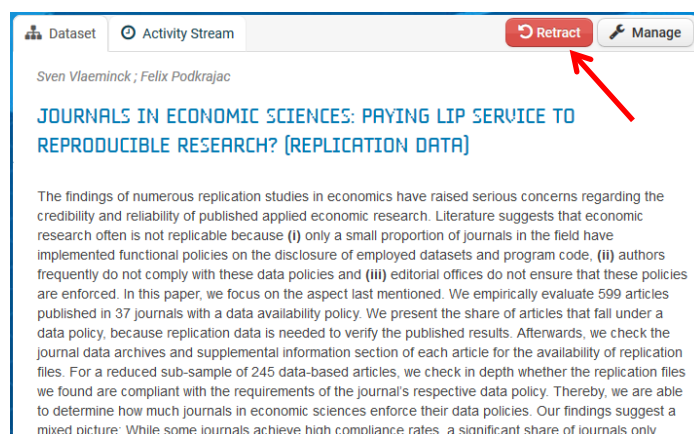 Dataset Activity Stream Retract Manage
Sven Vlaeminck ; Felix Podkrajac
JOURNALS IN ECONOMIC SCIENCES: PAYING LIP SERVICE TO
REPRODUCIBLE RESEARCH? (REPLICATION DATA)
The findings of numerous replication studies in economics have raised serious concerns regarding the
credibility and reliability of published applied economic research. Literature suggests that economic
research often is not replicable because (i) only a small proportion of journals in the field have
implemented functional policies on the disclosure of employed datasets and program code, (ii) authors
frequently do not comply with these data policies and (iii) editorial offices do not ensure that these policies
are enforced. In this paper, we focus on the aspect last mentioned. We empirically evaluate 599 articles
published in 37 journals with a data availability policy. We present the share of articles that fall under a
data policy, because replication data is needed to verify the published results. Afterwards, we check the
journal data archives and supplemental information section of each article for the availability of replication
files. For a reduced sub-sample of 245 data-based articles, we check in depth whether the replication files
we found are compliant with the requirements of the journal's respective data policy. Thereby, we are able
to determine how much journals in economic sciences enforce their data policies. Our findings suggest a
mixed picture: While some journals achieve high compliance rates, a significant share of journals only